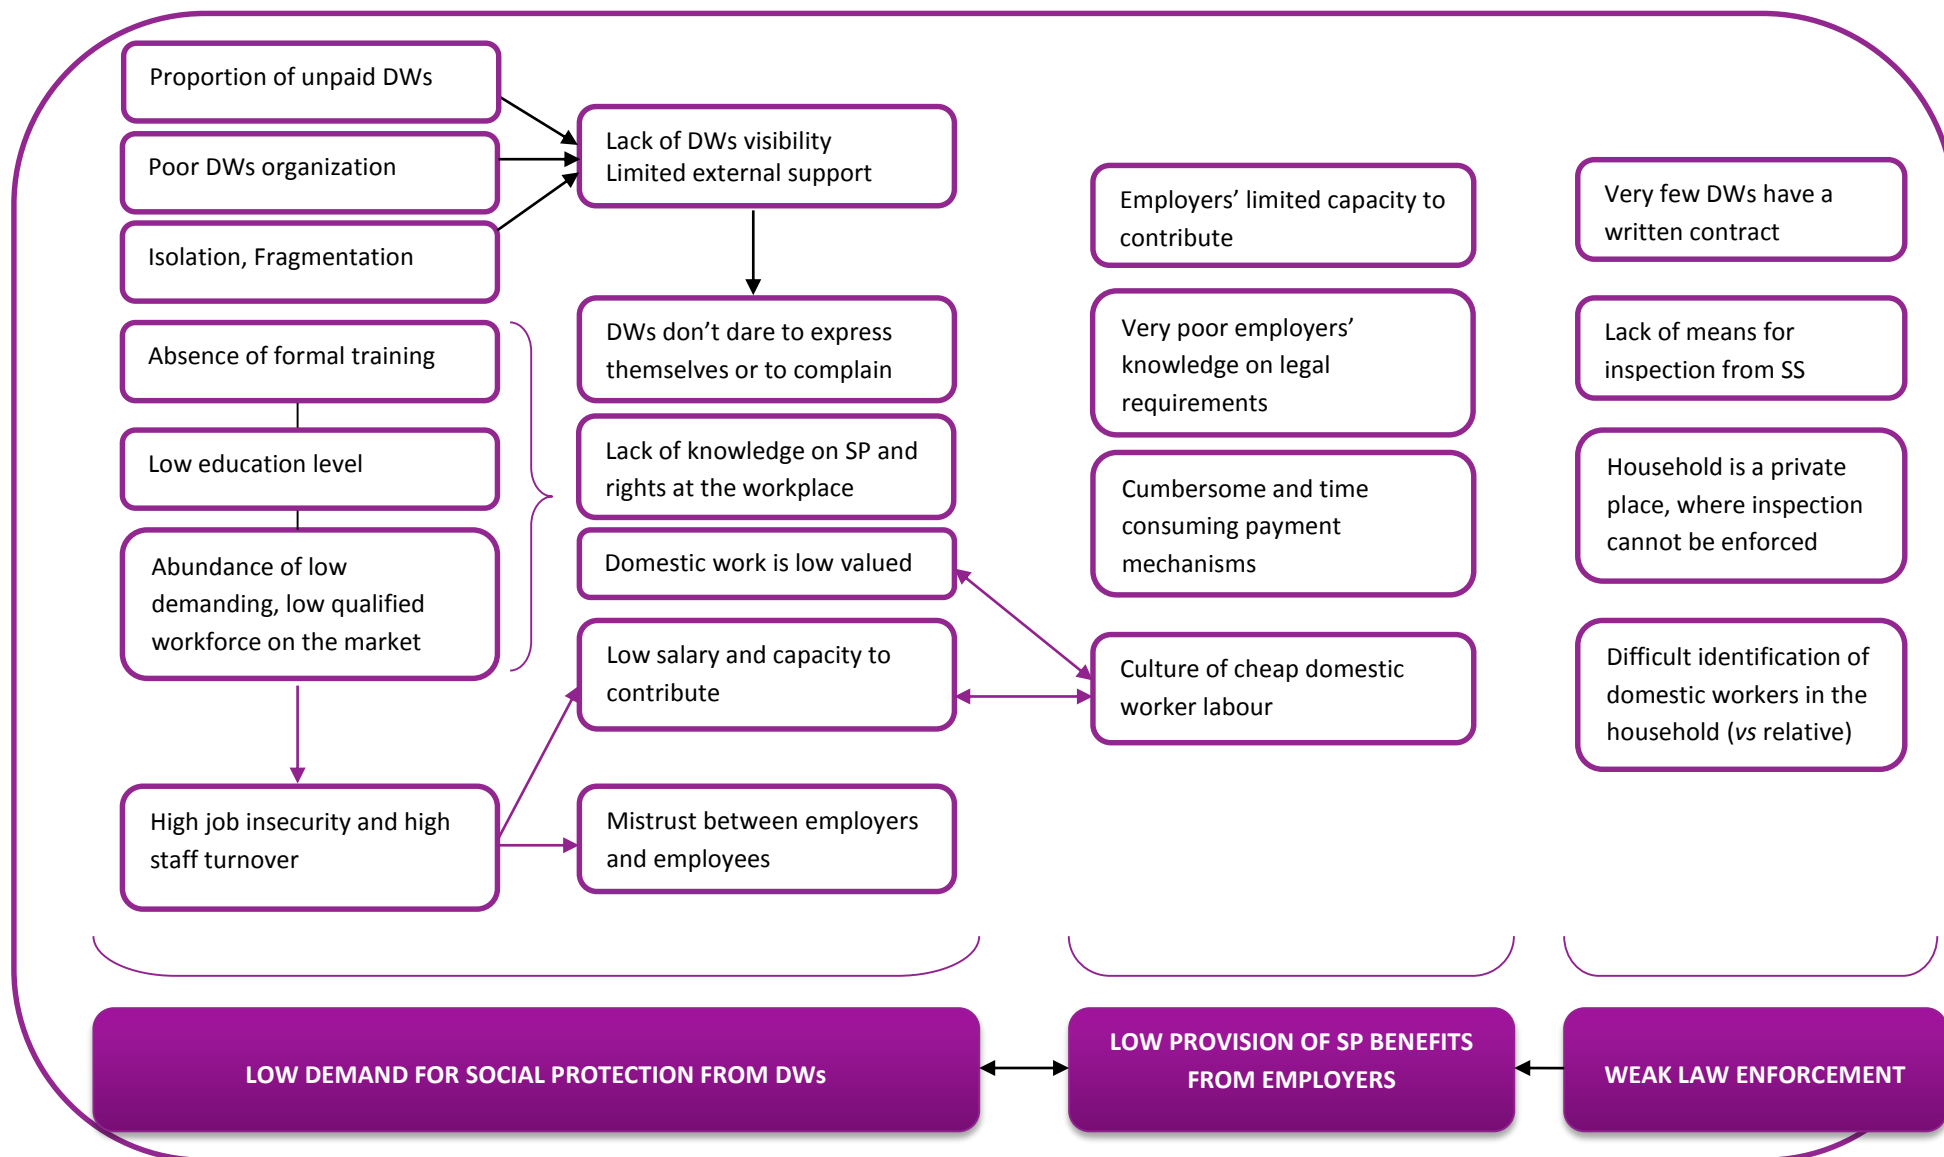 Proportion of unpaid DWs
Poor DWs organization
Isolation, Fragmentation
Absence of formal training
Low education level
Abundance of low
demanding, low qualified
workforce on the market
High job insecurity and high
staff turnover
Lack of DWs visibility
Limited external support
DWs don’t dare to express
themselves or to complain
Lack of knowledge on SP and
rights at the workplace
Domestic work is low valued
Low salary and capacity to
contribute
Mistrust between employers
and employees
Employers’ limited capacity to
contribute
Very poor employers’
knowledge on legal
requirements
Cumbersome and time
consuming payment
mechanisms
Culture of cheap domestic
worker labour
Very few DWs have a
written contract
Lack of means for
inspection from SS
Household is a private
place, where inspection
cannot be enforced
Difficult identification of
domestic workers in the
household (vs relative)
LOW DEMAND FOR SOCIAL PROTECTION FROM DWs
LOW PROVISION OF SP BENEFITS
FROM EMPLOYERS
WEAK LAW ENFORCEMENT